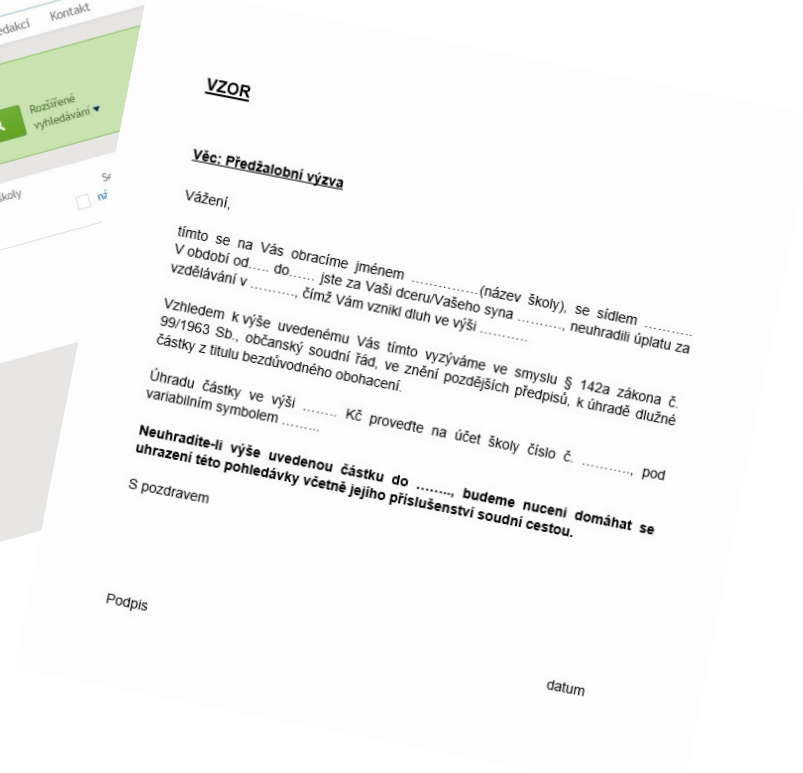 Kontakt
Rozšířené
vyhledávání
VZOR
Věc: Předžalobní výzva
Vážení,
tímto se na Vás obracíme jménem ……………(název školy), se sídlem ………..
V období od….. do…… jste za Vaši dceru/Vašeho syna ………., neuhradili úplatu za
vzdělávání v ………., čímž Vám vznikl dluh ve výši ………..
Vzhledem k výše uvedenému Vás tímto vyzýváme ve smyslu § 142a zákona č.
99/1963 Sb., občanský soudní řád, ve znění pozdějších předpisů, k úhradě dlužné
částky z titulu bezdůvodného obohacení.
Úhradu částky ve výši …….. Kč proveďte na účet školy číslo č. ……….., pod
variabilním symbolem ………
Neuhradíte-li výše uvedenou částku do …….., budeme nuceni domáhat se
uhrazení této pohledávky včetně jejího příslušenství soudní cestou.
S pozdravem
Podpis
datum